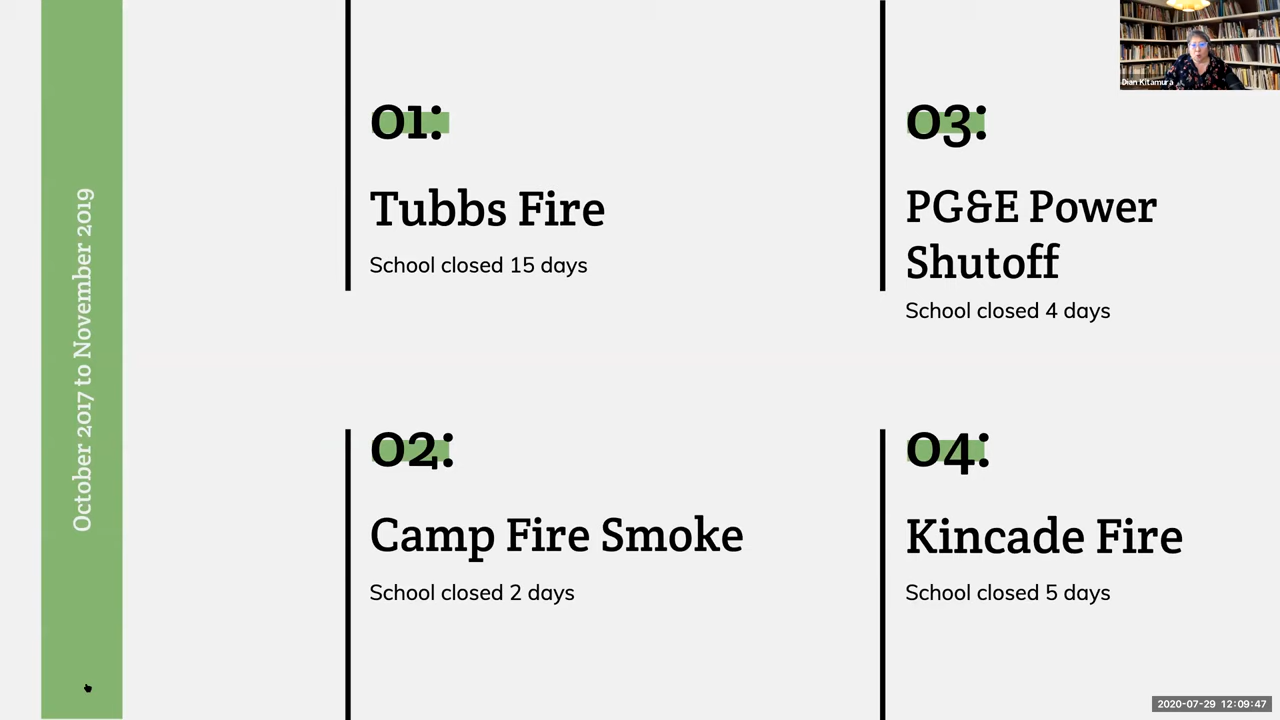 October 2017 to November 2019
01:
Tubbs Fire
School closed 15 days
02:
Camp Fire Smoke
School closed 2 days
03:
PG&E Power
Shutoff
School closed 4 days
04:
Kincade Fire
School closed 5 days
Dian Kitamura
2020-07-29 12:09:47